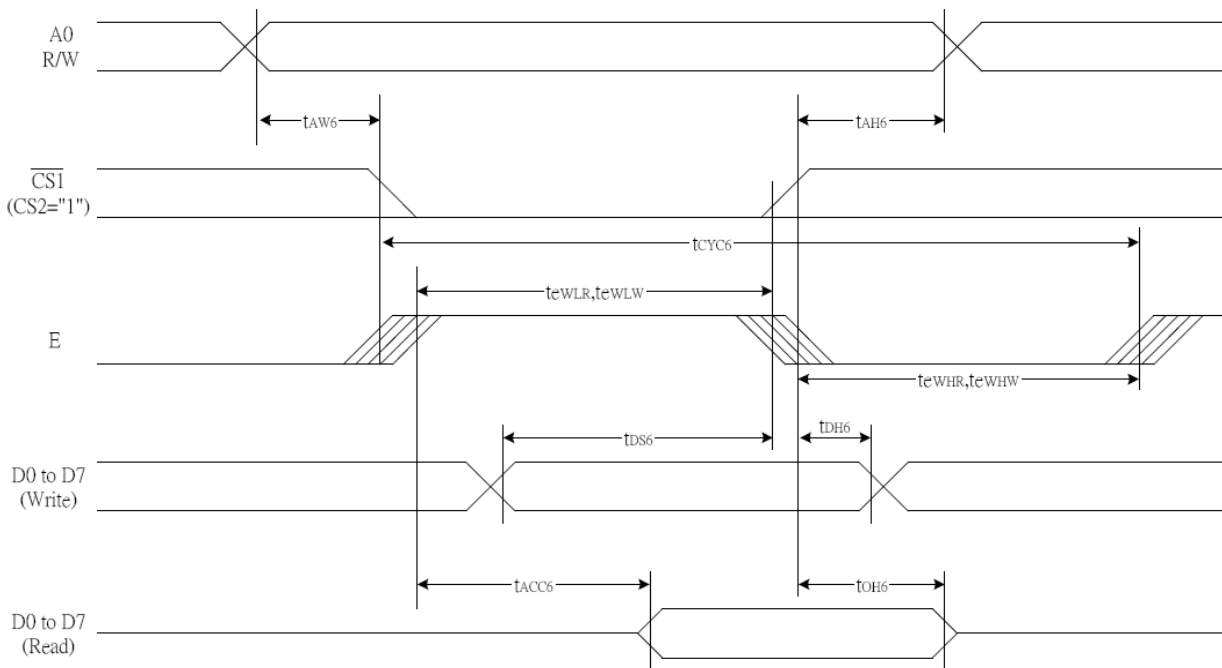 A0
R/W
tAW6
tAH6
CS1
(CS2="1")
tCYC6
teWLR,teWLW
E
teWHR,teWHW
tDS6
tDH6
D0 to D7
(Write)
tACC6
tOH6
D0 to D7
(Read)